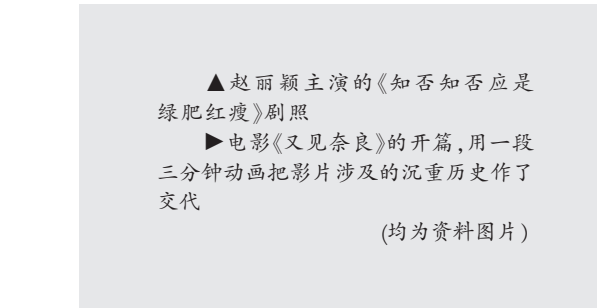 ▲赵丽颖主演的《知否知否应是
绿肥红瘦》剧照
▶电影《又见奈良》的开篇,用一段
三分钟动画把影片涉及的沉重历史作了
交代
(均为资料图片)